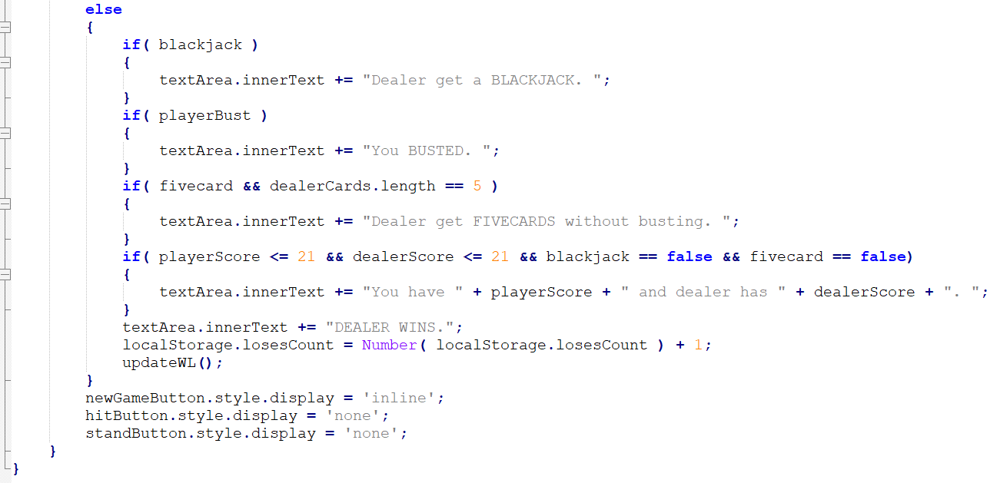 else
{
if( blackjack )
{
textArea.innerText += "Dealer get a BLACKJACK. ";
}
if( playerBust )
{
textArea.innerText += "You BUSTED. ";
}
if( fivecard && dealerCards.length == 5 )
{
textArea.innerText += "Dealer get FIVECARDS without busting. ";
}
if( playerScore <= 21 && dealerScore <= 21 && blackjack == false && fivecard == false)
{
textArea.innerText += "You have " + playerScore + " and dealer has " + dealerScore + ". ";
}
textArea.innerText += "DEALER WINS.";
localStorage.losesCount = Number( localStorage.losesCount ) + 1;
updateWL();
}
newGameButton.style.display = 'inline';
hitButton.style.display = 'none';
standButton.style.display = 'none';
}
}